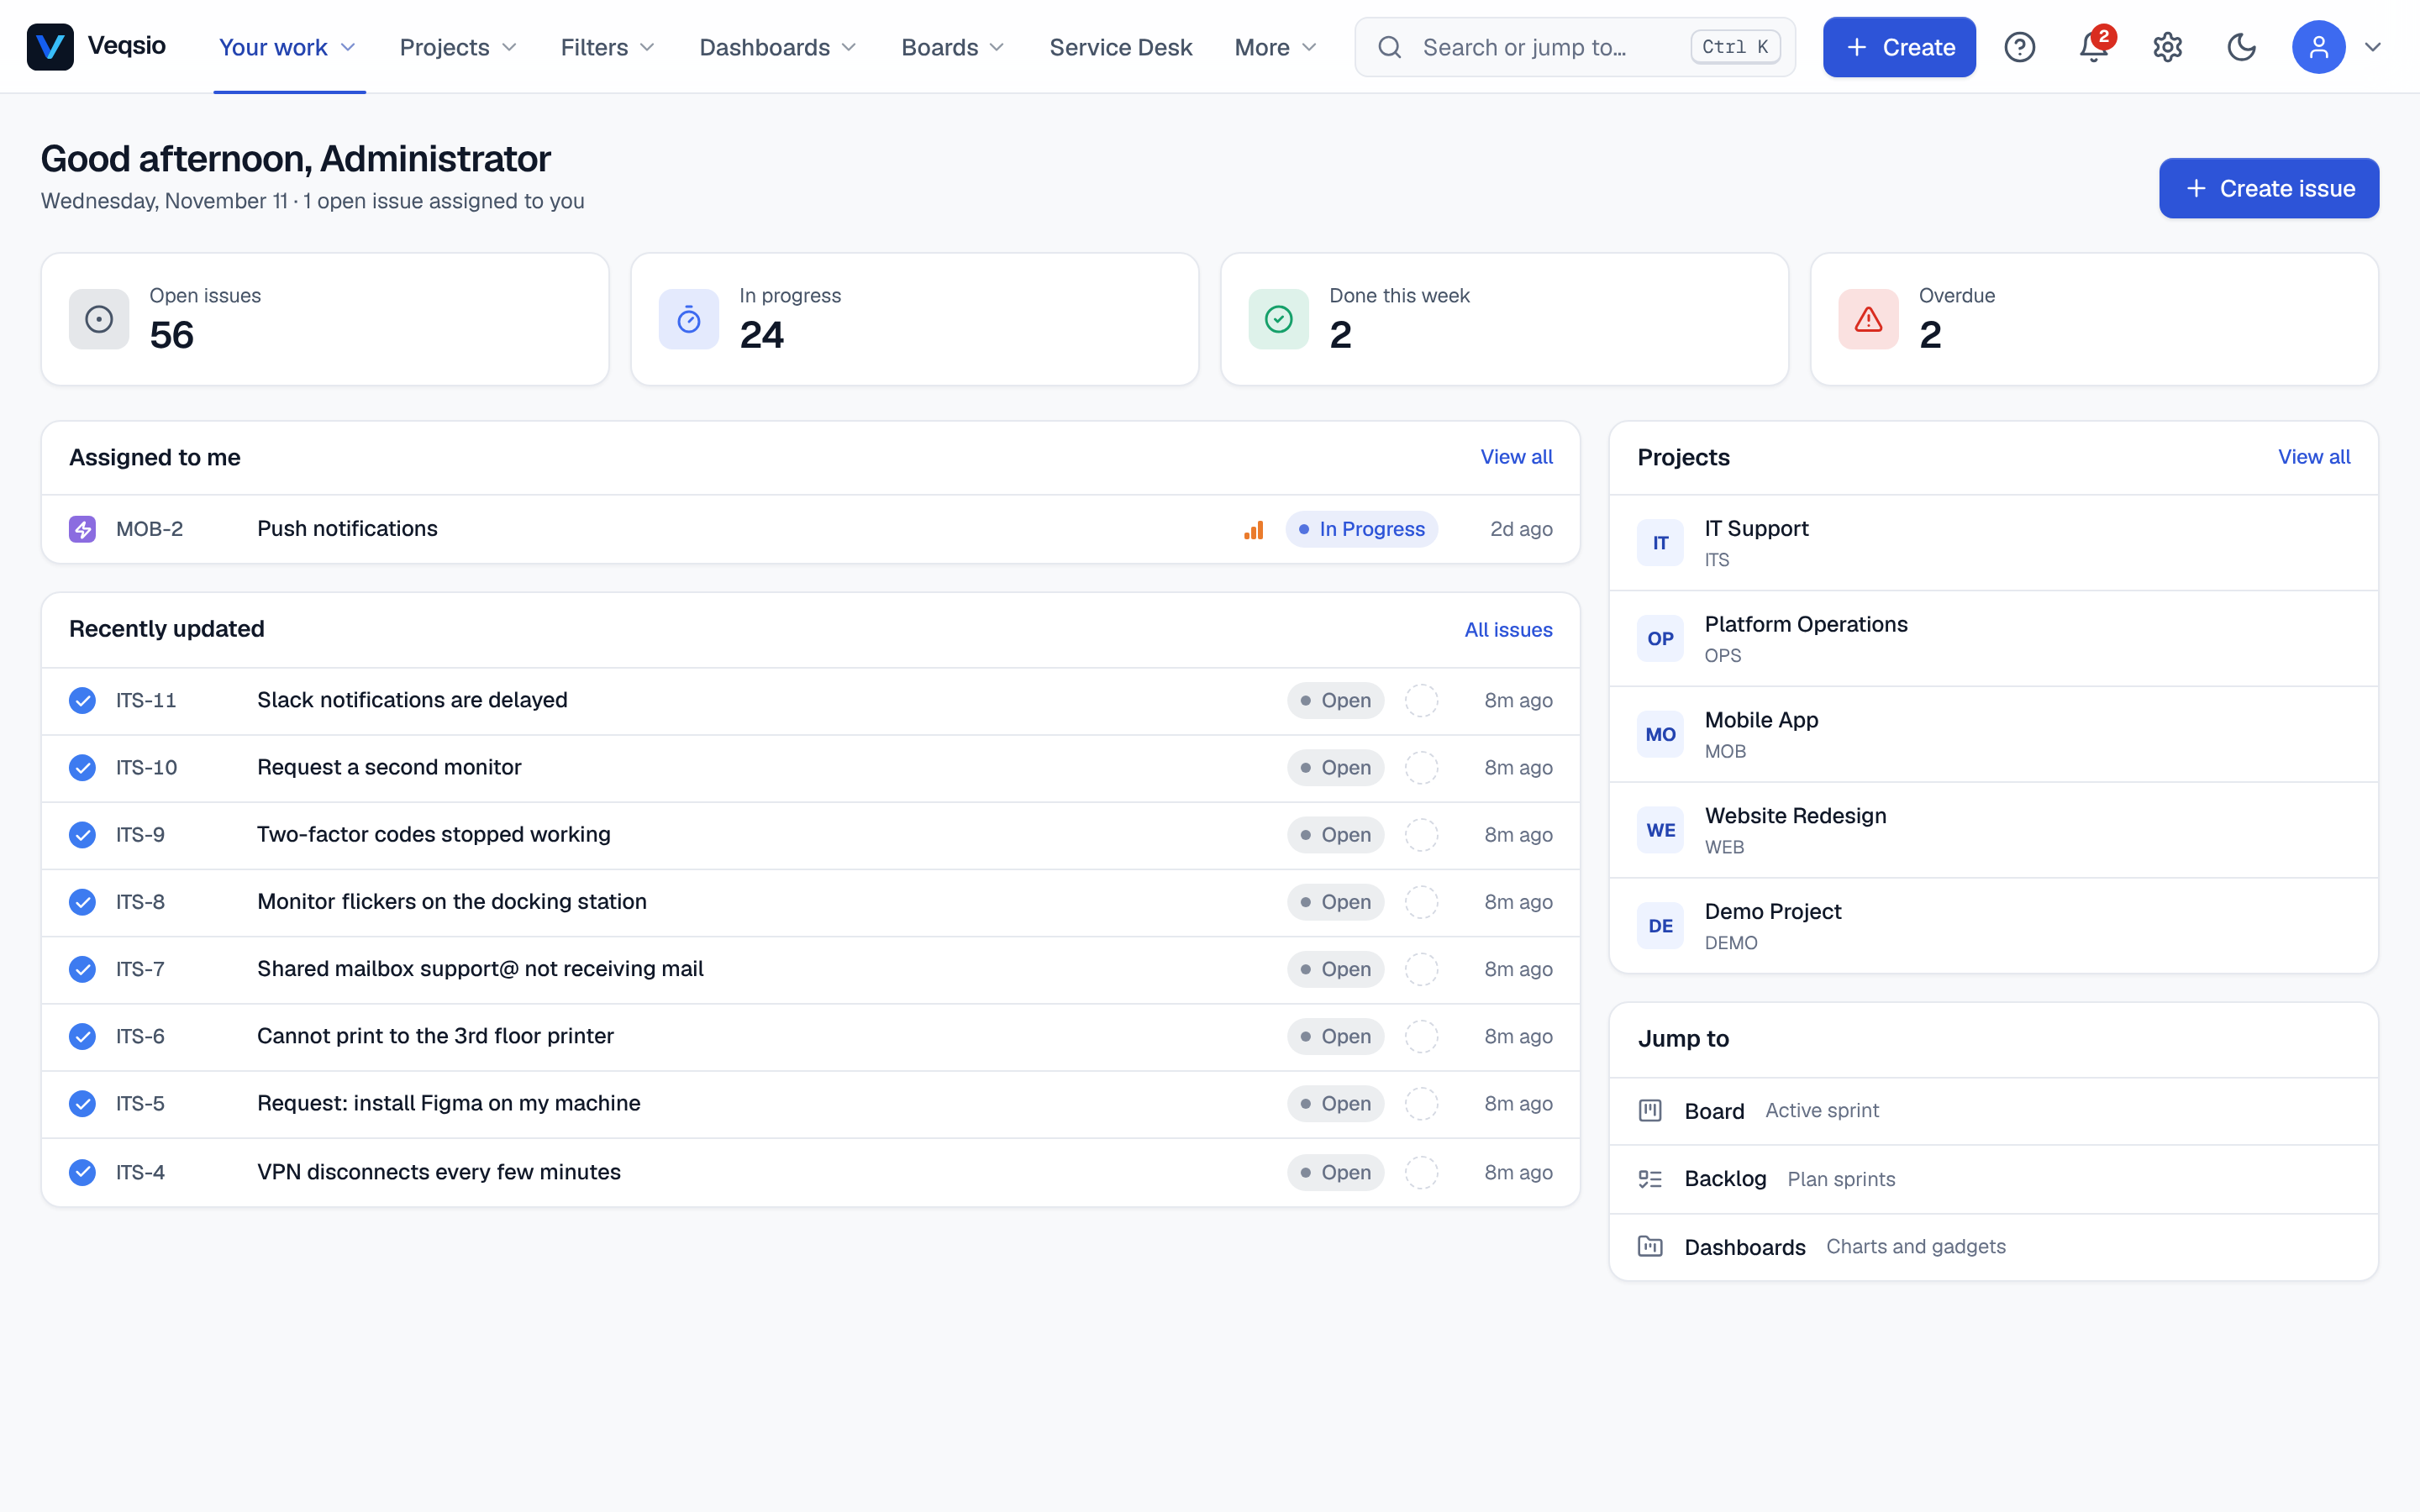 Veqsio
Your work
Projects
Filters
Dashboards
Boards
Service Desk
More
Search or jump to...
Ctrl K
Create
2
Good afternoon, Administrator
Wednesday, November 11 · 1 open issue assigned to you
Create issue
Open issues
56
In progress
24
Done this week
2
Overdue
2
Assigned to me
View all
MOB-2 Push notifications In Progress 2d ago
Recently updated
All issues
ITS-11 Slack notifications are delayed Open 8m ago
ITS-10 Request a second monitor Open 8m ago
ITS-9 Two-factor codes stopped working Open 8m ago
ITS-8 Monitor flickers on the docking station Open 8m ago
ITS-7 Shared mailbox support@ not receiving mail Open 8m ago
ITS-6 Cannot print to the 3rd floor printer Open 8m ago
ITS-5 Request: install Figma on my machine Open 8m ago
ITS-4 VPN disconnects every few minutes Open 8m ago
Projects
View all
IT
IT Support
ITS
OP
Platform Operations
OPS
MO
Mobile App
MOB
WE
Website Redesign
WEB
DE
Demo Project
DEMO
Jump to
Board Active sprint
Backlog Plan sprints
Dashboards Charts and gadgets